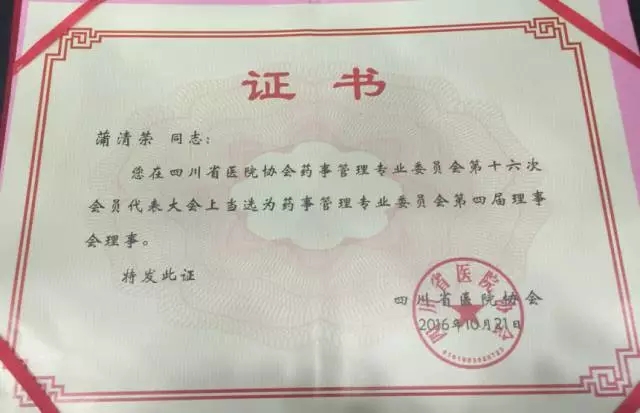 证书
蒲清荣 同志：
您在四川省医院协会药事管理专业委员会第十六次
会员代表大会上当选为药事管理专业委员会第四届理事
会理事。
特发此证
四川省医院协会
2016年10月21日
四川省医院协会